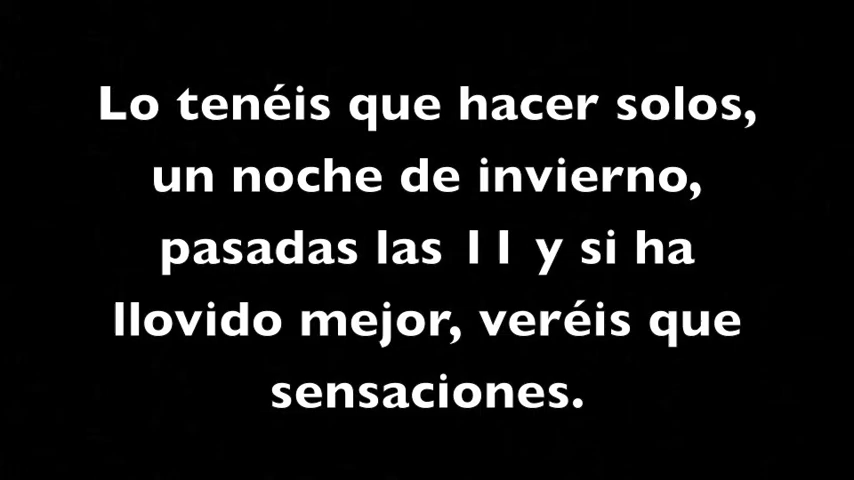 Lo tenéis que hacer solos,
un noche de invierno,
pasadas las 11 y si ha
llovido mejor, veréis que
sensaciones.